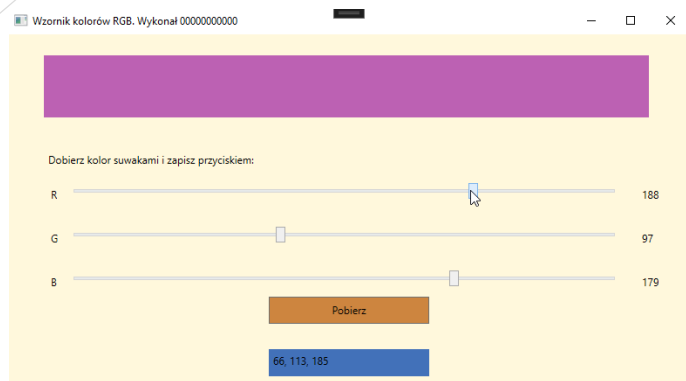 Wzornik kolorów RGB. Wykonał 00000000000
Dobierz kolor suwakami i zapisz przyciskiem:
R 188
G 97
B 179
Pobierz
66, 113, 185